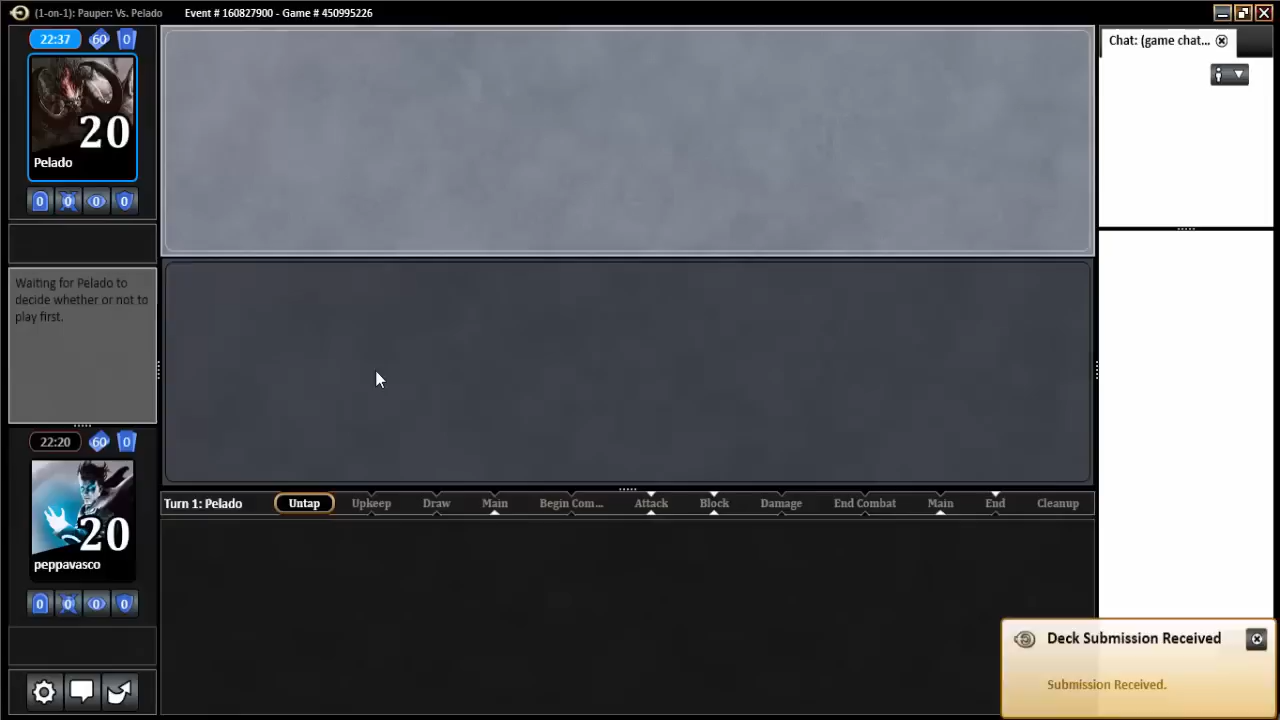 (1-on-1): Pauper: Vs. Pelado
Event # 160827900 - Game # 450995226
22:37 60 0
20
Pelado
0 0 0 0
Waiting for Pelado to
decide whether or not to
play first.
22:20 60 0
20
peppavasco
0 0 0 0
Turn 1: Pelado Untap Upkeep Draw Main Begin Com... Attack Block Damage End Combat Main End Cleanup
Chat: (game chat...
Deck Submission Received
Submission Received.